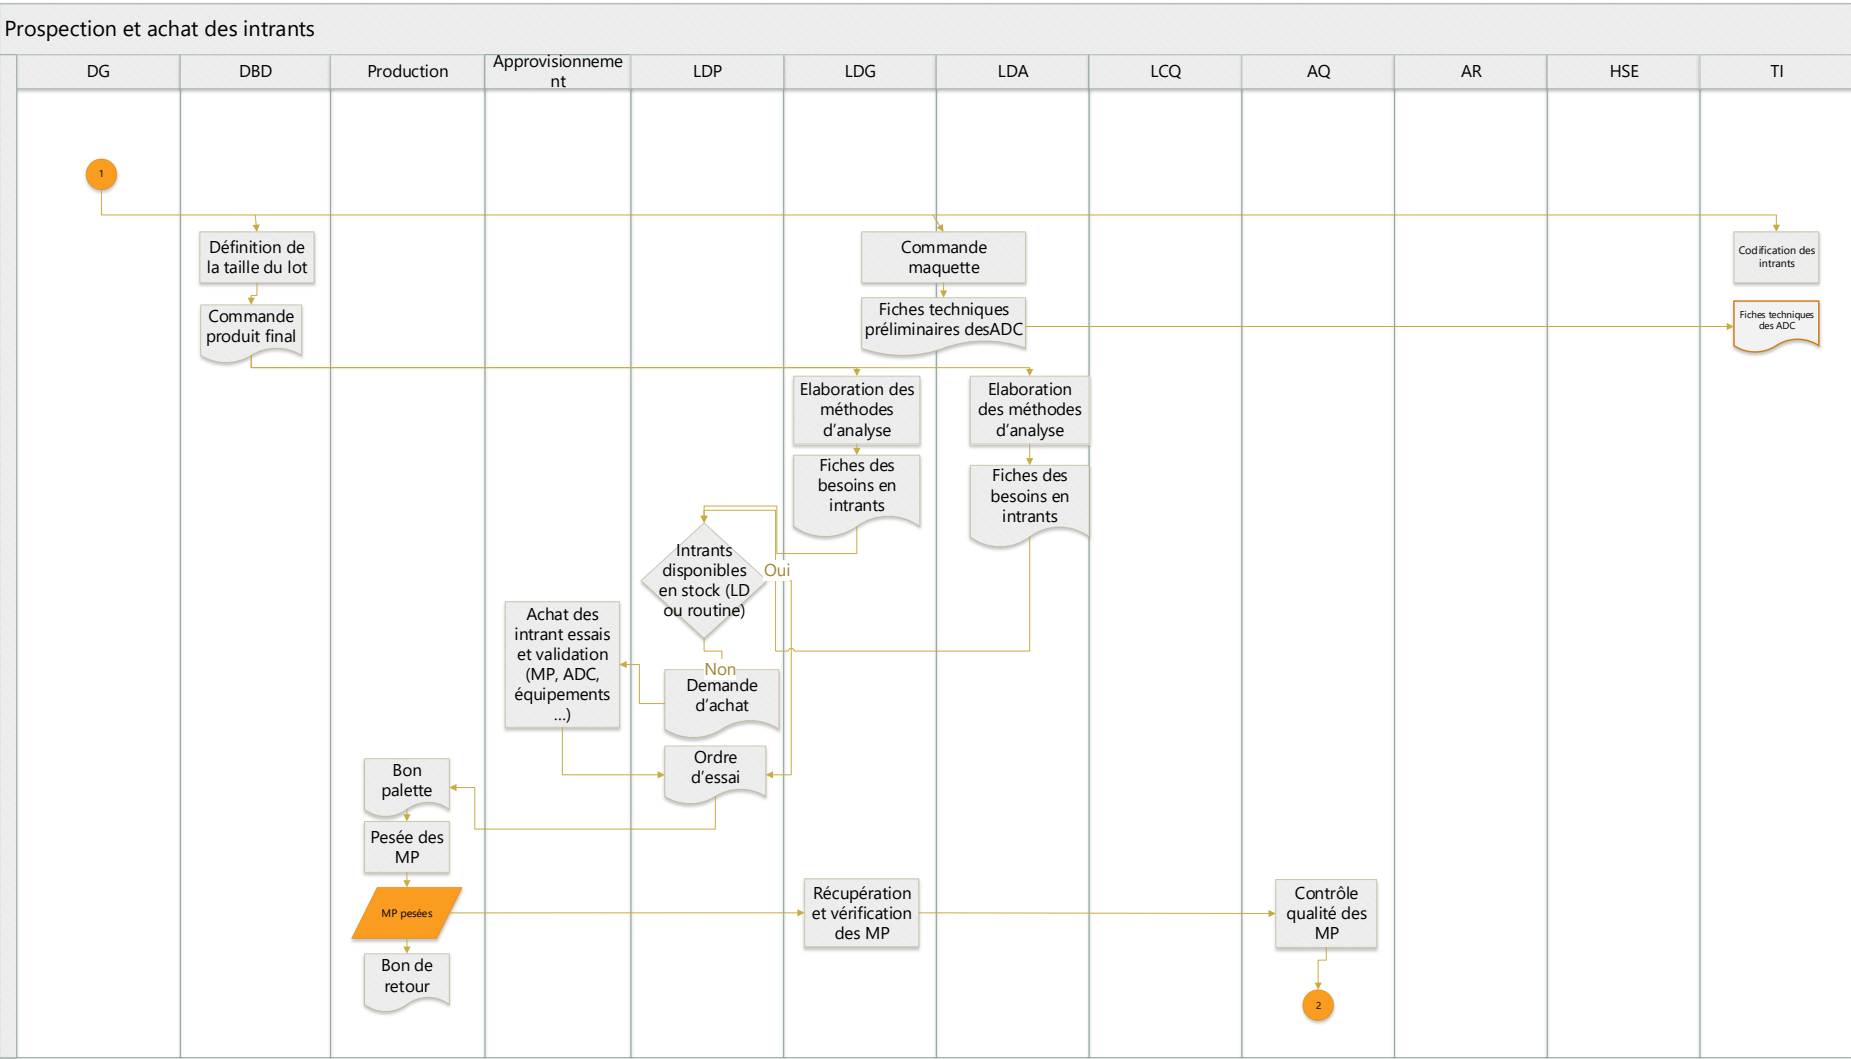 Prospection et achat des intrants
DG
DBD
Production
Approvisionneme
nt
LDP
LDG
LDA
LCQ
AQ
AR
HSE
TI
1
Définition de
la taille du lot
Commande
maquette
Codification des
intrants
Commande
produit final
Fiches techniques
préliminaires desADC
Fiches techniques
des ADC
Elaboration des
méthodes
d'analyse
Elaboration
des méthodes
d'analyse
Fiches des
besoins en
intrants
Fiches des
besoins en
intrants
Intrants
disponibles
en stock (LD
ou routine)
Oui
Non
Achat des
intrant essais
et validation
(MP, ADC,
équipements
...)
Demande
d'achat
Ordre
d'essai
Bon
palette
Pesée des
MP
MP pesées
Récupération
et vérification
des MP
Contrôle
qualité des
MP
Bon de
retour
2